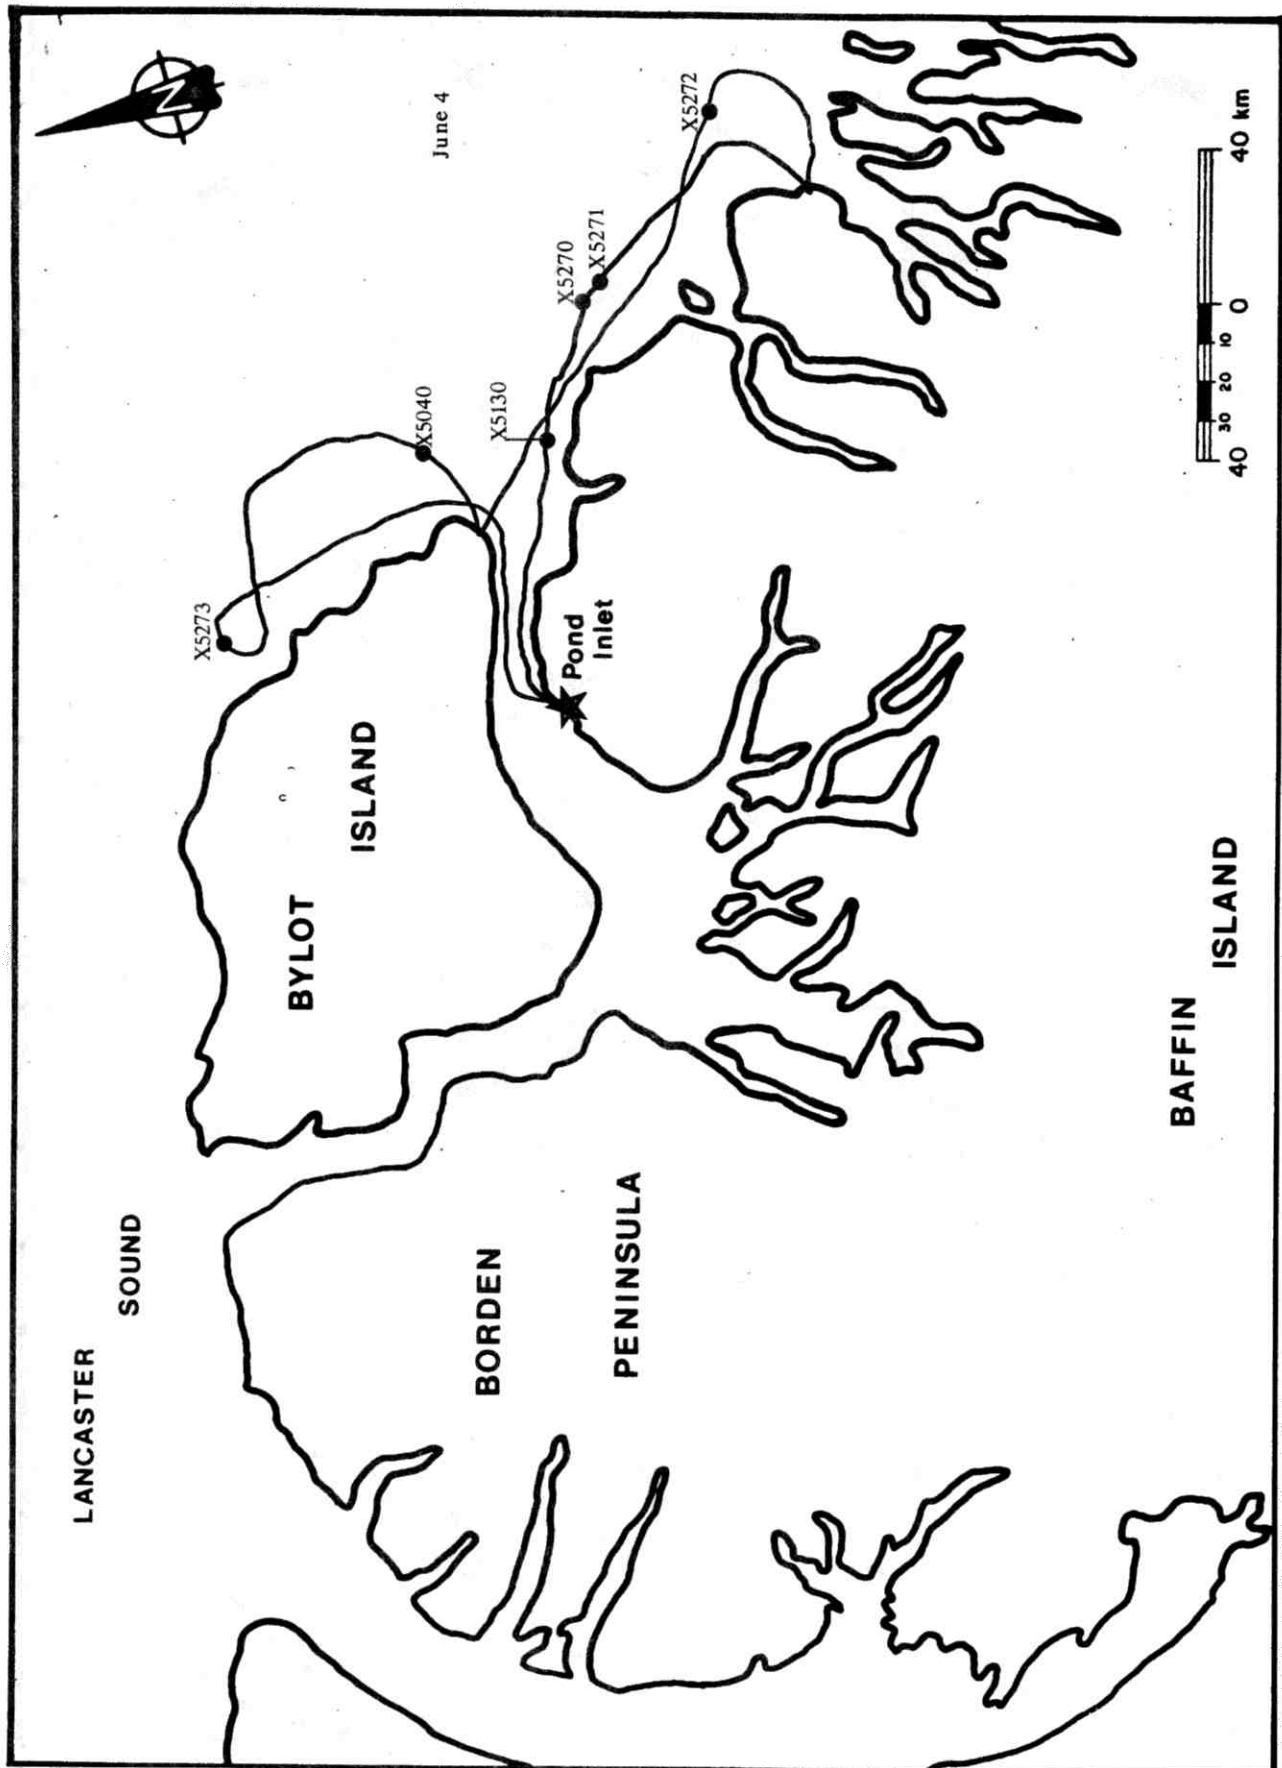 N
June 4
X5272
X5271
X5270
X5130
X5040
X5273
Pond
Inlet
BYLOT
ISLAND
LANCASTER
SOUND
BORDEN
PENINSULA
BAFFIN
ISLAND
40 30 20 10 0 40 km